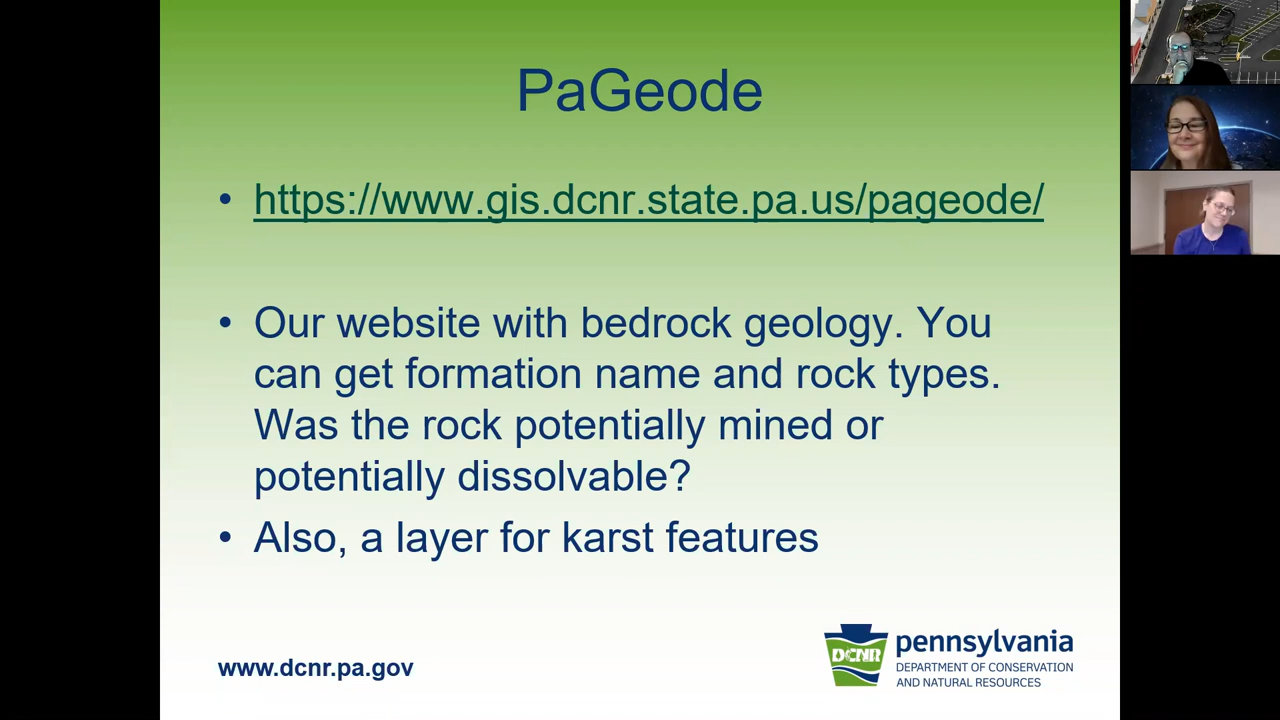 PaGeode
• https://www.gis.dcnr.state.pa.us/pageode/
• Our website with bedrock geology. You
can get formation name and rock types.
Was the rock potentially mined or
potentially dissolvable?
• Also, a layer for karst features
www.dcnr.pa.gov
DCNR
pennsylvania
DEPARTMENT OF CONSERVATION
AND NATURAL RESOURCES